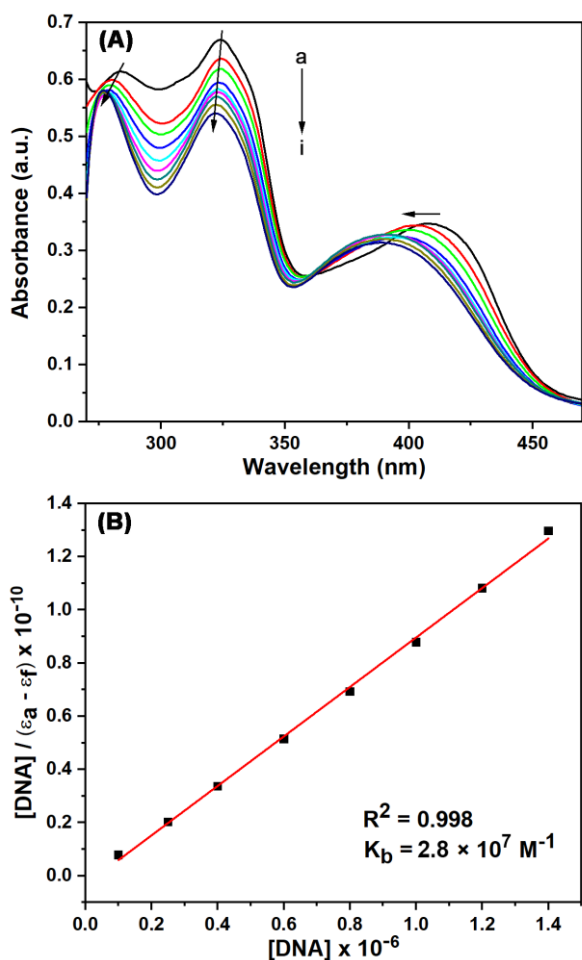 (A)
a
i
Absorbance (a.u.)
0.7
0.6
0.5
0.4
0.3
0.2
0.1
0.0
300 350 400 450
Wavelength (nm)
(B)
[DNA] / (εa - εf) x 10⁻¹⁰
1.4
1.2
1.0
0.8
0.6
0.4
0.2
0.0
R² = 0.998
Kb = 2.8 × 10⁷ M⁻¹
0.0 0.2 0.4 0.6 0.8 1.0 1.2 1.4
[DNA] x 10⁻⁶